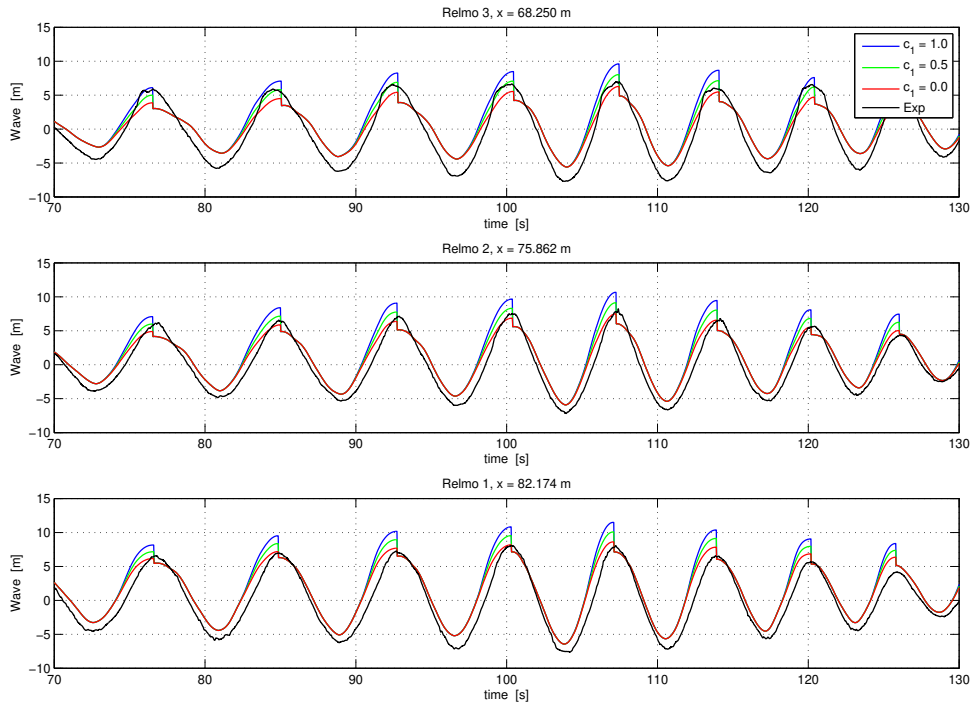 Relmo 3, x = 68.250 m
15
10
5
0
−5
−10
Wave [m]
70 80 90 100 110 120 130
time [s]
c1 = 1.0
c1 = 0.5
c1 = 0.0
Exp
Relmo 2, x = 75.862 m
15
10
5
0
−5
−10
Wave [m]
70 80 90 100 110 120 130
time [s]
Relmo 1, x = 82.174 m
15
10
5
0
−5
−10
Wave [m]
70 80 90 100 110 120 130
time [s]